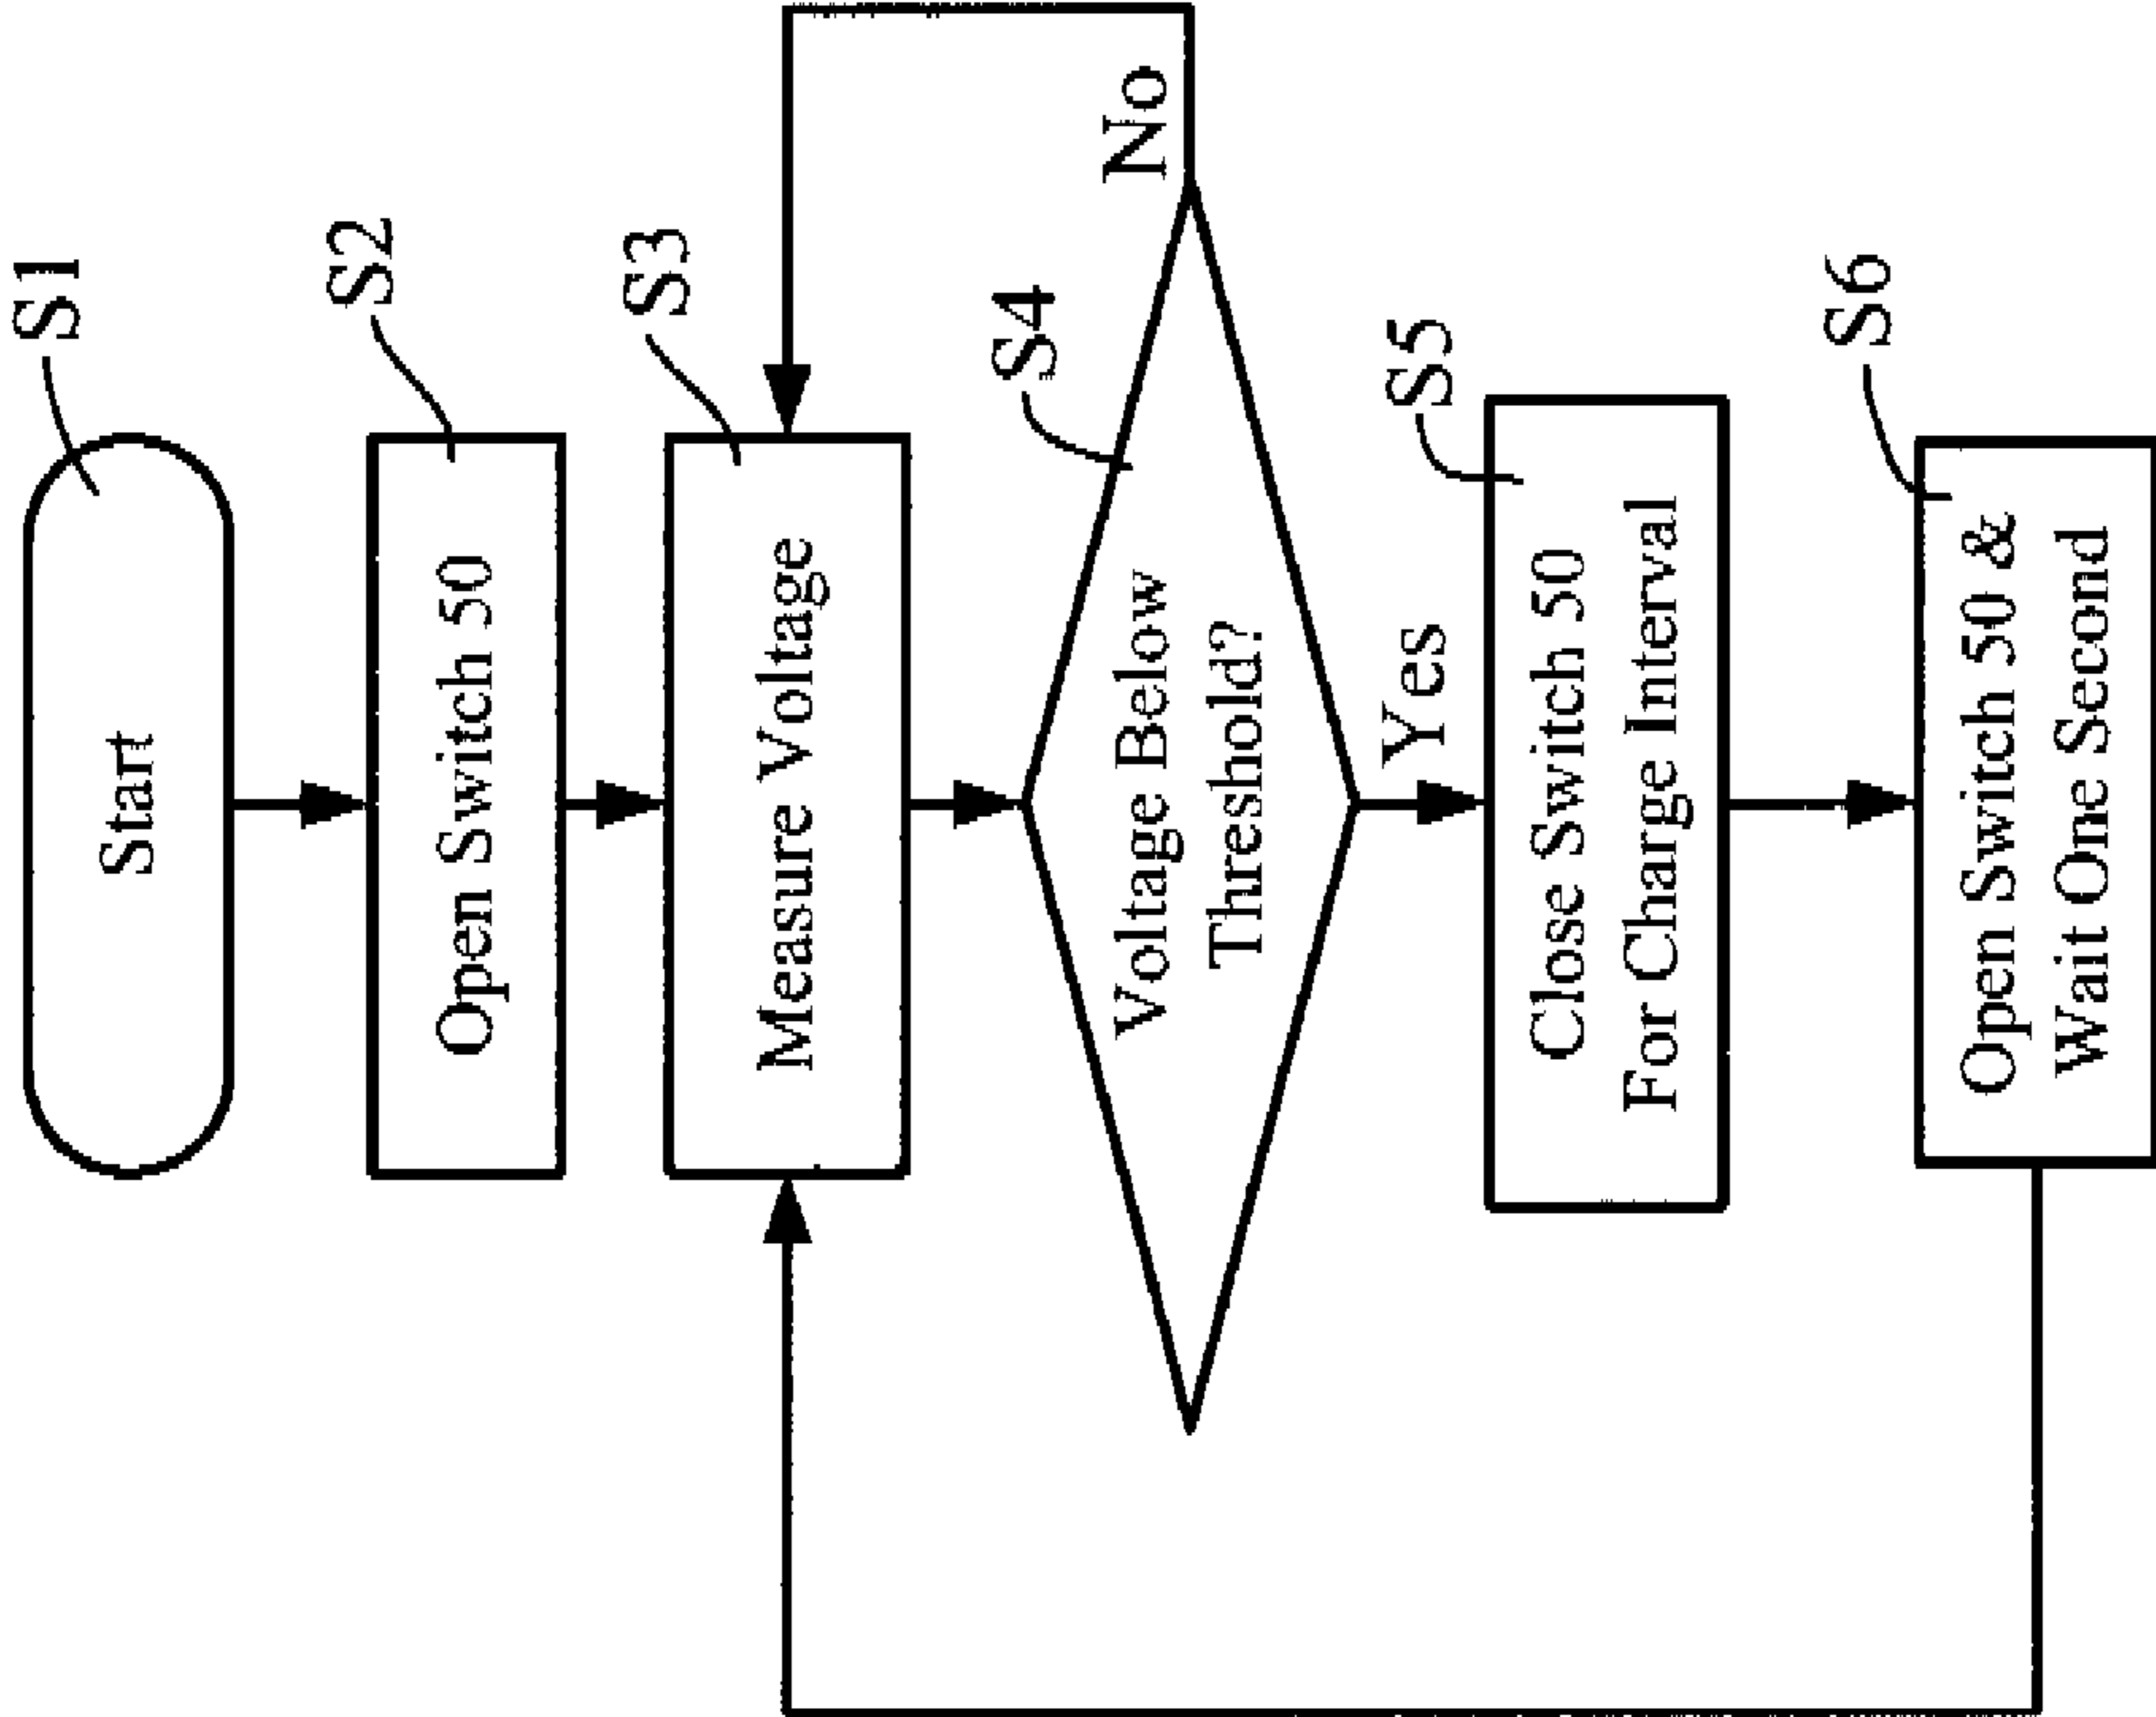 S1
Start
S2
Open Switch 50
S3
Measure Voltage
S4
Voltage Below
Threshold?
No
Yes
S5
Close Switch 50
For Charge Interval
S6
Open Switch 50 &
Wait One Second